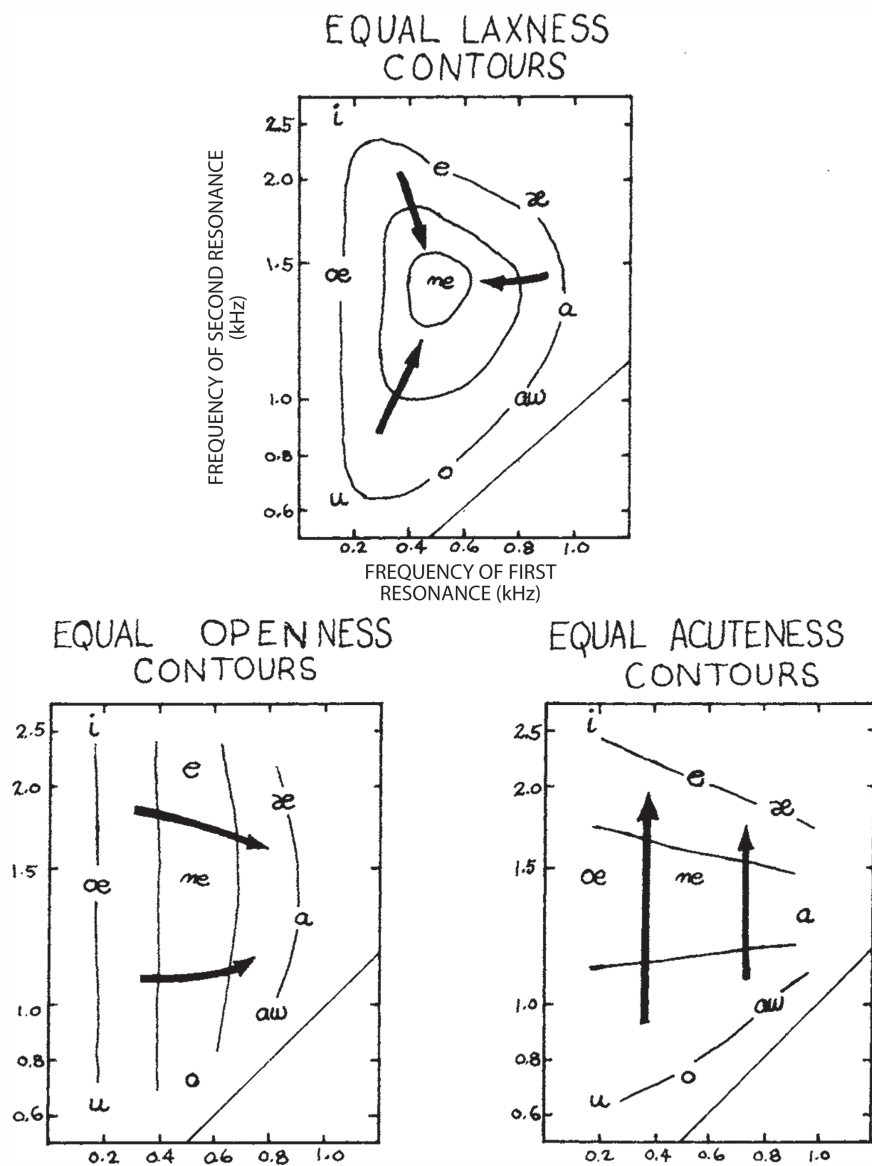 EQUAL LAXNESS
CONTOURS
FREQUENCY OF SECOND RESONANCE
(kHz)
2.5
2.0
1.5
1.0
0.8
0.6
i
e
æ
œ
ne
a
aw
o
u
0.2 0.4 0.6 0.8 1.0
FREQUENCY OF FIRST
RESONANCE (kHz)
EQUAL OPENNESS
CONTOURS
2.5
2.0
1.5
1.0
0.8
0.6
i
e
æ
œ
ne
a
aw
o
u
0.2 0.4 0.6 0.8 1.0
EQUAL ACUTENESS
CONTOURS
2.5
2.0
1.5
1.0
0.8
0.6
i
e
æ
œ
ne
a
aw
o
u
0.2 0.4 0.6 0.8 1.0